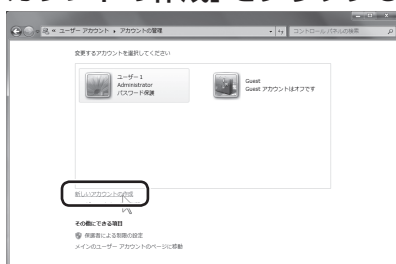 カウントの作成」をクリックし
ユーザー アカウント ▸ アカウントの管理
コントロール パネルの検索
変更するアカウントを選択してください
ユーザー1
Administrator
パスワード保護
Guest
Guest アカウントはオフです
新しいアカウントの作成
その他にできる項目
保護者による制限の設定
メインのユーザー アカウントのページに移動